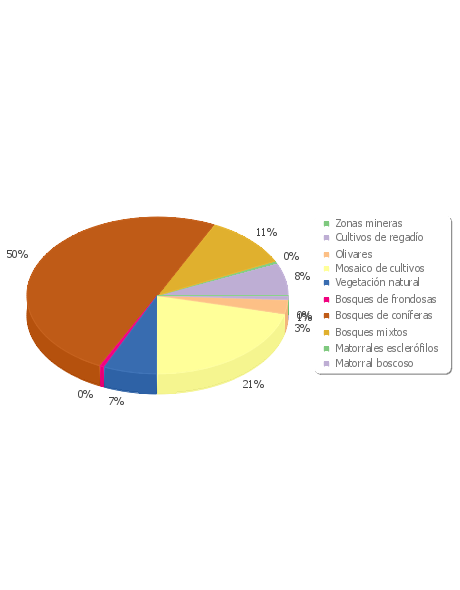 50%
11%
0%
8%
0%
1%
3%
21%
7%
0%
Zonas mineras
Cultivos de regadío
Olivares
Mosaico de cultivos
Vegetación natural
Bosques de frondosas
Bosques de coníferas
Bosques mixtos
Matorrales esclerófilos
Matorral boscoso